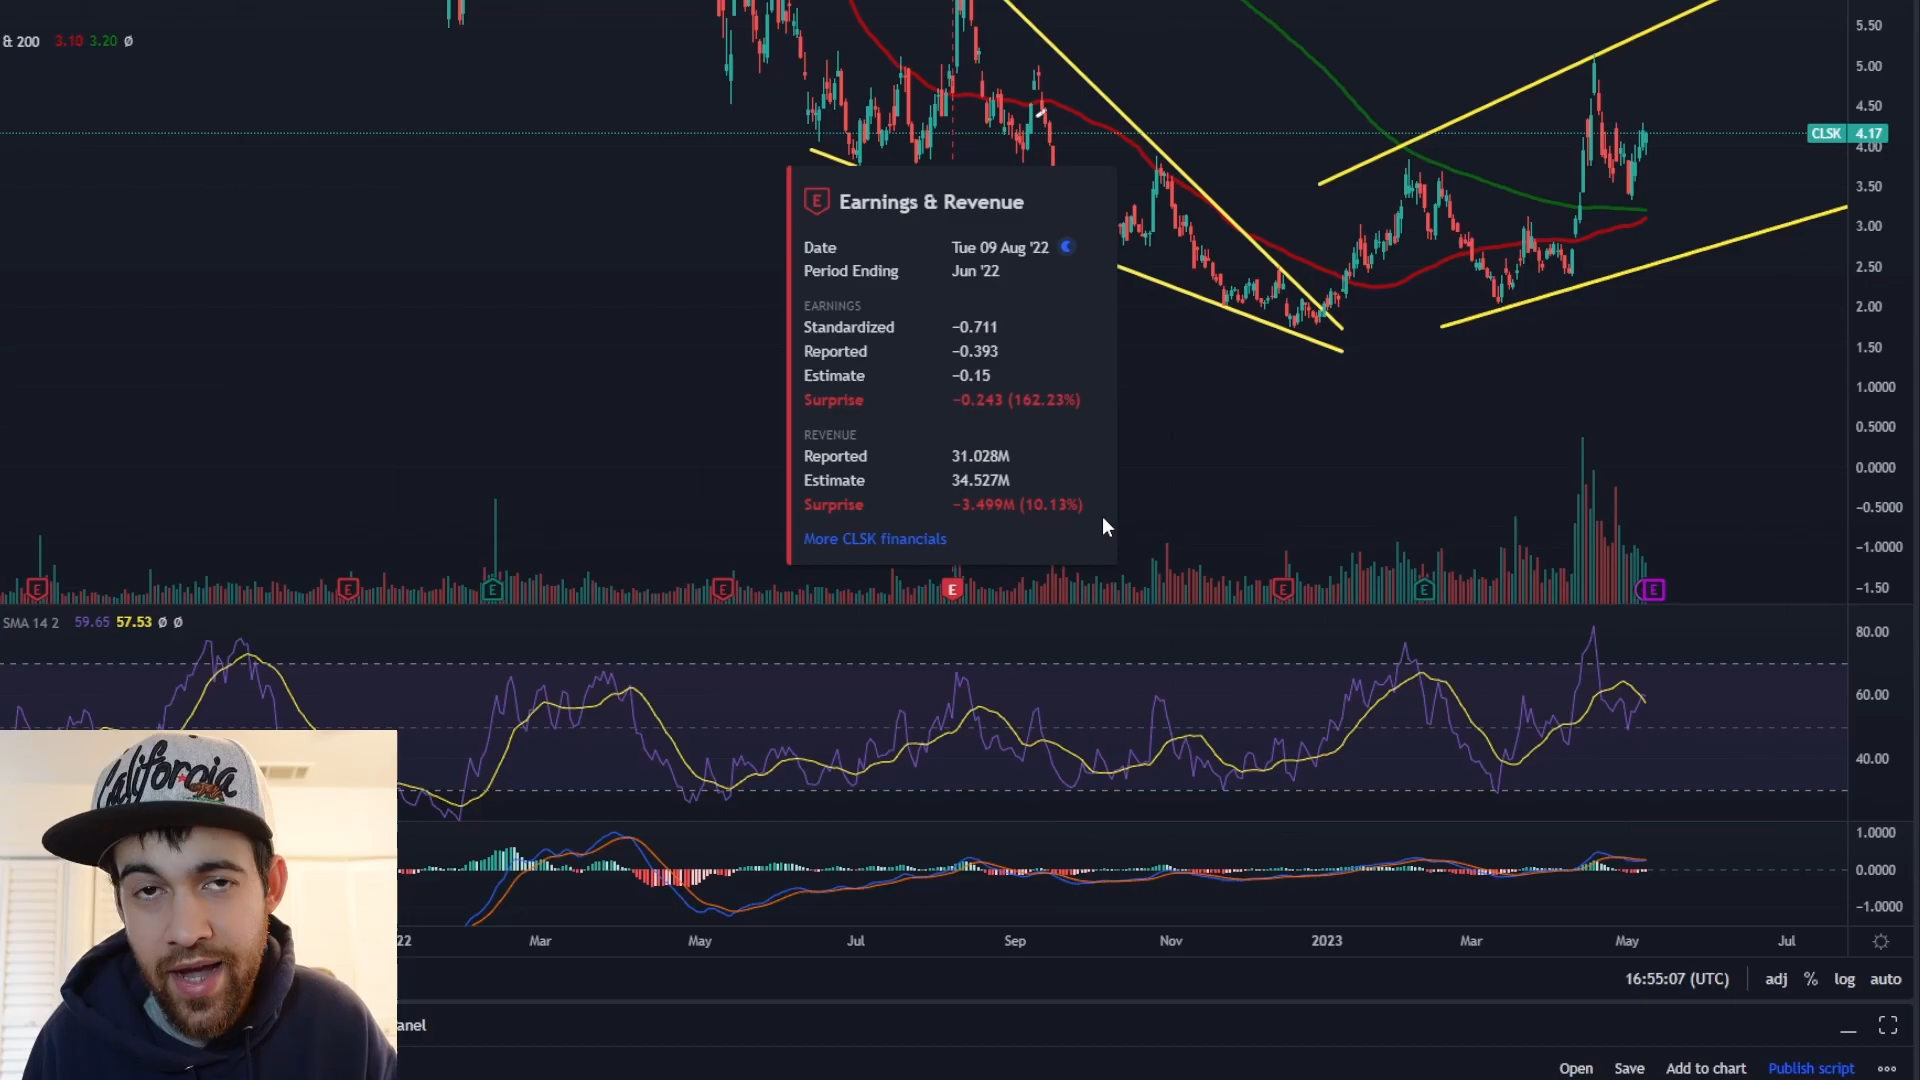 & 200 3.10 3.20 Ø
5.50
5.00
4.50
CLSK 4.17
4.00
3.50
3.00
2.50
2.00
1.50
1.0000
0.5000
0.0000
-0.5000
-1.0000
-1.50
E Earnings & Revenue
Date Tue 09 Aug '22
Period Ending Jun '22
EARNINGS
Standardized −0.711
Reported −0.393
Estimate −0.15
Surprise −0.243 (162.23%)
REVENUE
Reported 31.028M
Estimate 34.527M
Surprise −3.499M (10.13%)
More CLSK financials
E E E E E E E E
SMA 14 2 59.65 57.53 Ø Ø
80.00
60.00
40.00
1.0000
0.0000
−1.0000
California
22 Mar May Jul Sep Nov 2023 Mar May Jul
16:55:07 (UTC) adj % log auto
anel
Open Save Add to chart Publish script